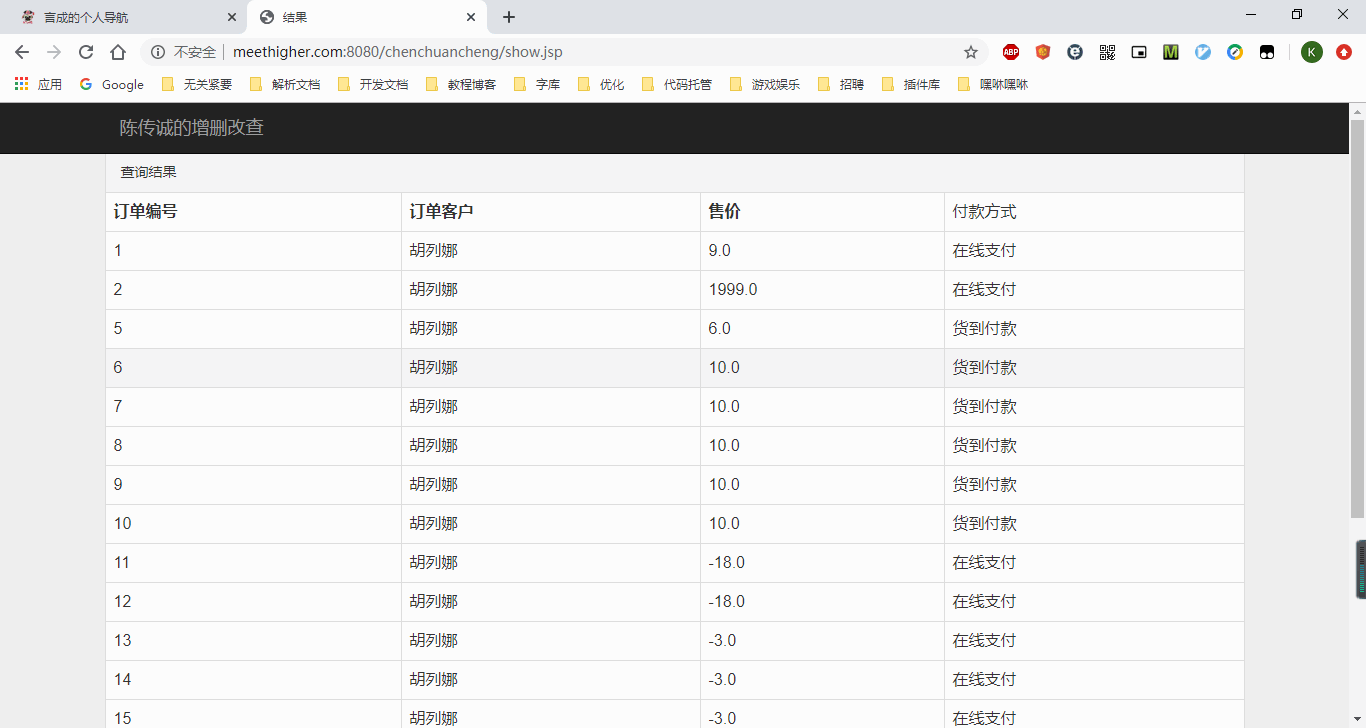 言成的个人导航
结果
不安全 meethigher.com:8080/chenchuancheng/show.jsp
ABP
K
应用 Google 无关紧要 解析文档 开发文档 教程博客 字库 优化 代码托管 游戏娱乐 招聘 插件库 嘿咻嘿咻
陈传诚的增删改查
查询结果
订单编号 订单客户 售价 付款方式
1 胡列娜 9.0 在线支付
2 胡列娜 1999.0 在线支付
5 胡列娜 6.0 货到付款
6 胡列娜 10.0 货到付款
7 胡列娜 10.0 货到付款
8 胡列娜 10.0 货到付款
9 胡列娜 10.0 货到付款
10 胡列娜 10.0 货到付款
11 胡列娜 -18.0 在线支付
12 胡列娜 -18.0 在线支付
13 胡列娜 -3.0 在线支付
14 胡列娜 -3.0 在线支付
15 胡列娜 -3.0 在线支付